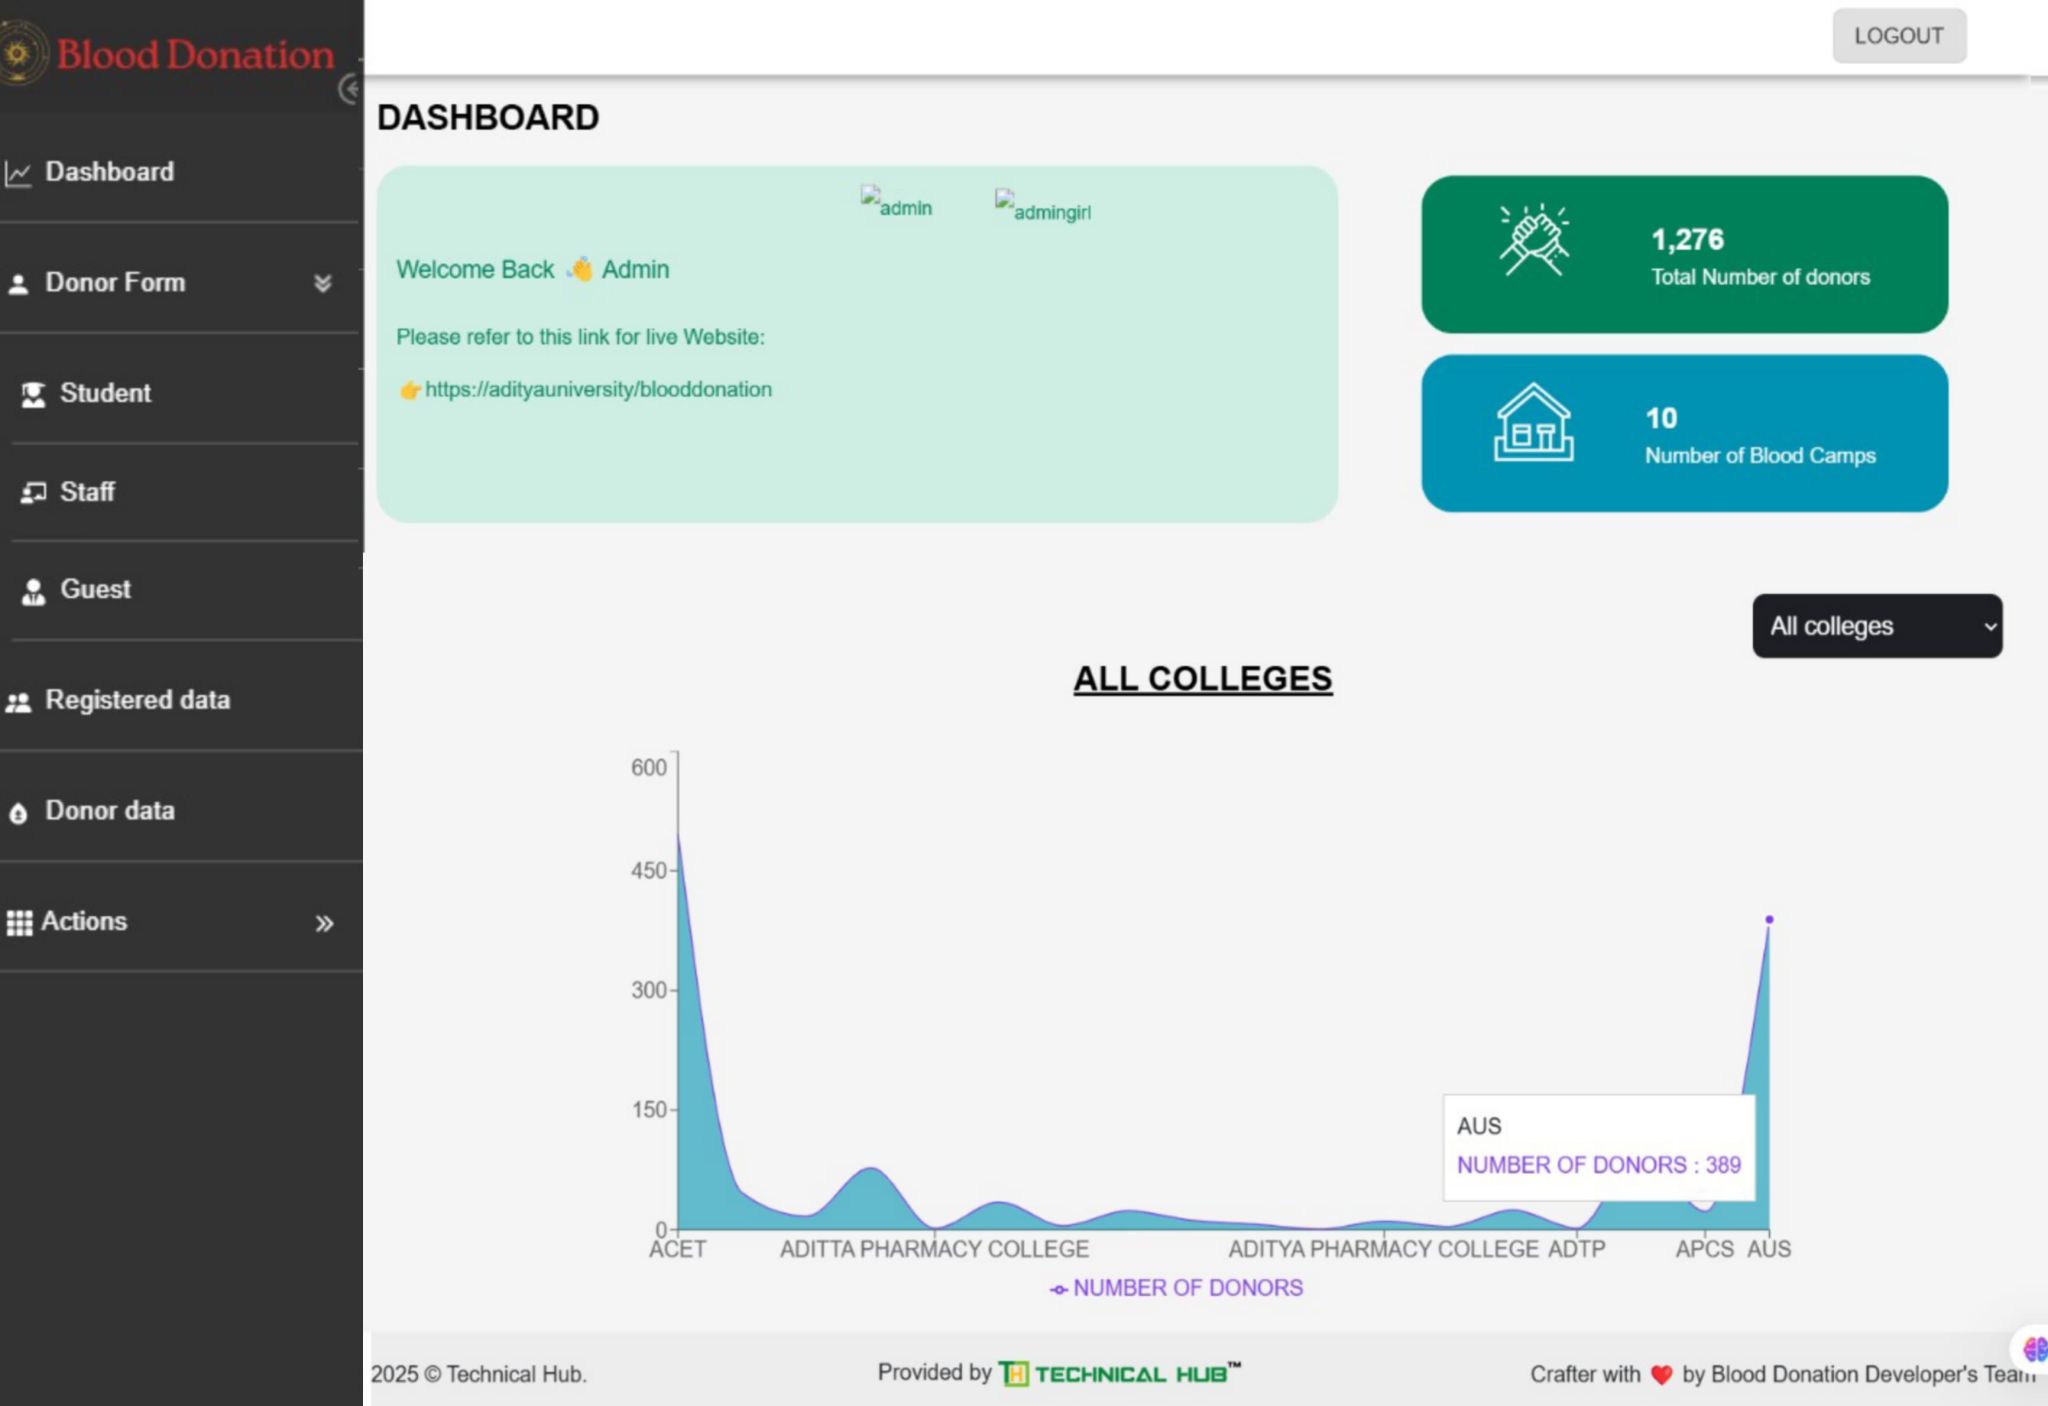 Blood Donation
LOGOUT
DASHBOARD
Dashboard
Donor Form
Student
Staff
Guest
Registered data
Donor data
Actions
admin
admingirl
Welcome Back 👋 Admin
Please refer to this link for live Website:
👉https://adityauniversity/blooddonation
1,276
Total Number of donors
10
Number of Blood Camps
All colleges
ALL COLLEGES
600
450
300
150
0
AUS
NUMBER OF DONORS : 389
ACET ADITTA PHARMACY COLLEGE ADITYA PHARMACY COLLEGE ADTP APCS AUS
NUMBER OF DONORS
2025 © Technical Hub. Provided by TH TECHNICAL HUB™ Crafter with ❤️ by Blood Donation Developer's Team